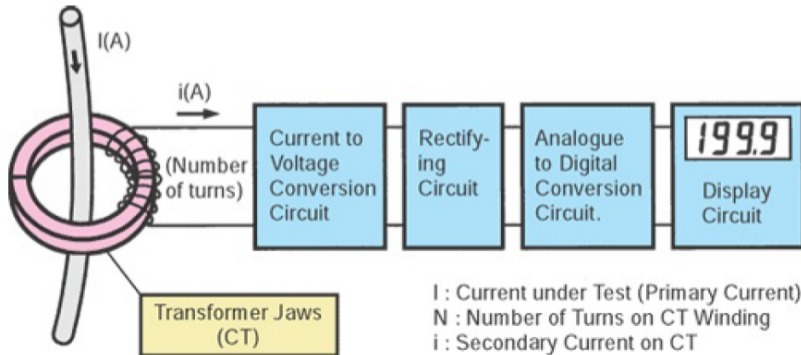 I(A)
i(A)
(Number
of turns)
Current to
Voltage
Conversion
Circuit
Rectify-
ing
Circuit
Analogue
to Digital
Conversion
Circuit.
199.9
Display
Circuit
Transformer Jaws
(CT)
I : Current under Test (Primary Current)
N : Number of Turns on CT Winding
i : Secondary Current on CT